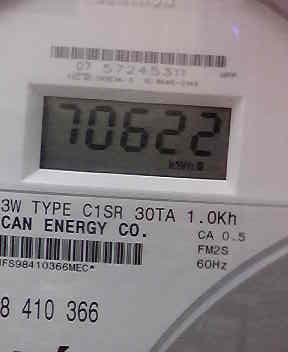 07 57245311
70622
kWh
3W TYPE C1SR 30TA 1.0Kh
CAN ENERGY CO.
CA 0.5
FM2S
60Hz
IFS98410366MEC*
8 410 366